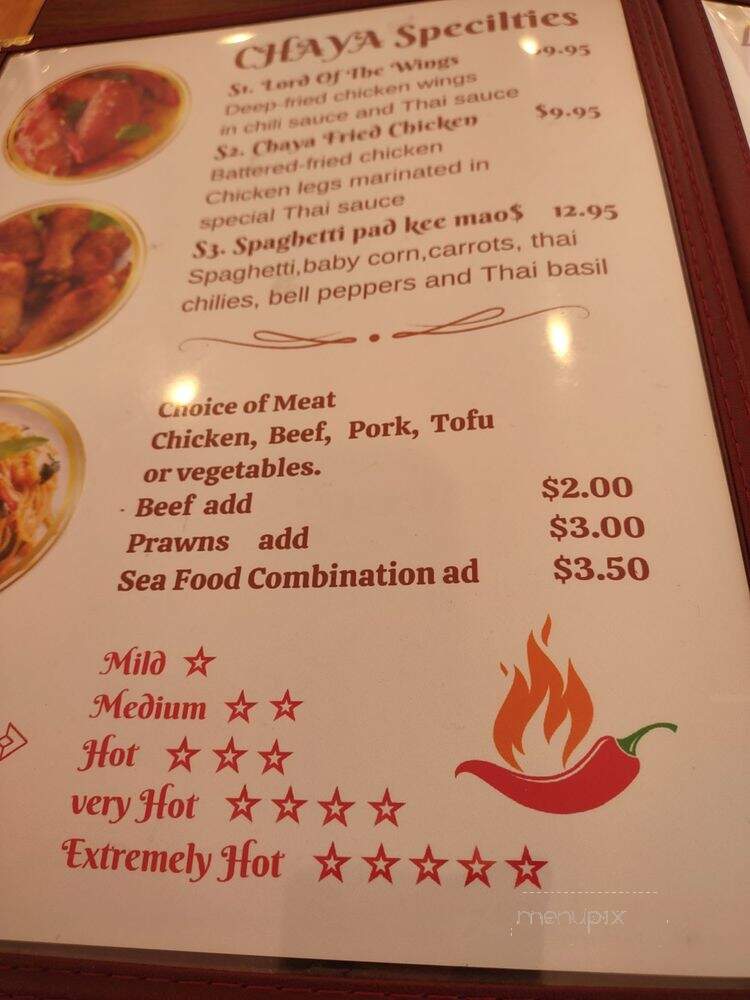 CHAYA Specilties
S1. Lord Of The Wings $9.95
Deep-fried chicken wings
in chili sauce and Thai sauce
S2. Chaya Fried Chicken $9.95
Battered-fried chicken
Chicken legs marinated in
special Thai sauce
S3. Spaghetti pad kee mao$ 12.95
Spaghetti,baby corn,carrots, thai
chilies, bell peppers and Thai basil
Choice of Meat
Chicken, Beef, Pork, Tofu
or vegetables.
· Beef add $2.00
Prawns add $3.00
Sea Food Combination ad $3.50
Mild ☆
Medium ☆ ☆
Hot ☆ ☆ ☆
very Hot ☆ ☆ ☆ ☆
Extremely Hot ☆ ☆ ☆ ☆ ☆
menupix